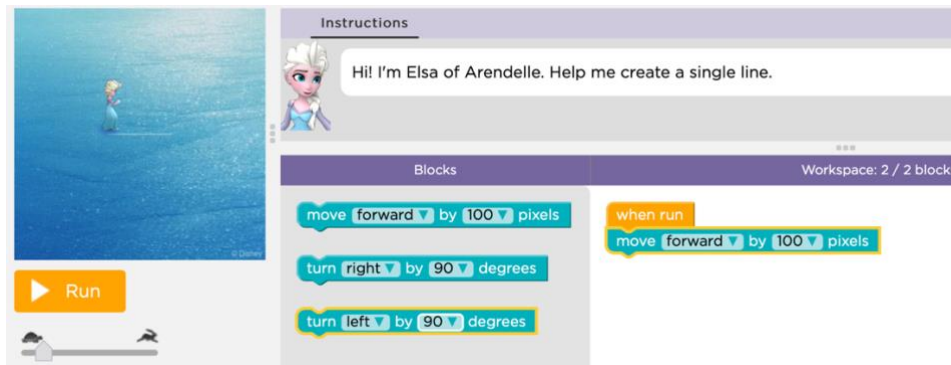 Instructions
Hi! I'm Elsa of Arendelle. Help me create a single line.
Blocks
Workspace: 2 / 2 block
move forward by 100 pixels
turn right by 90 degrees
turn left by 90 degrees
when run
move forward by 100 pixels
© Disney
Run